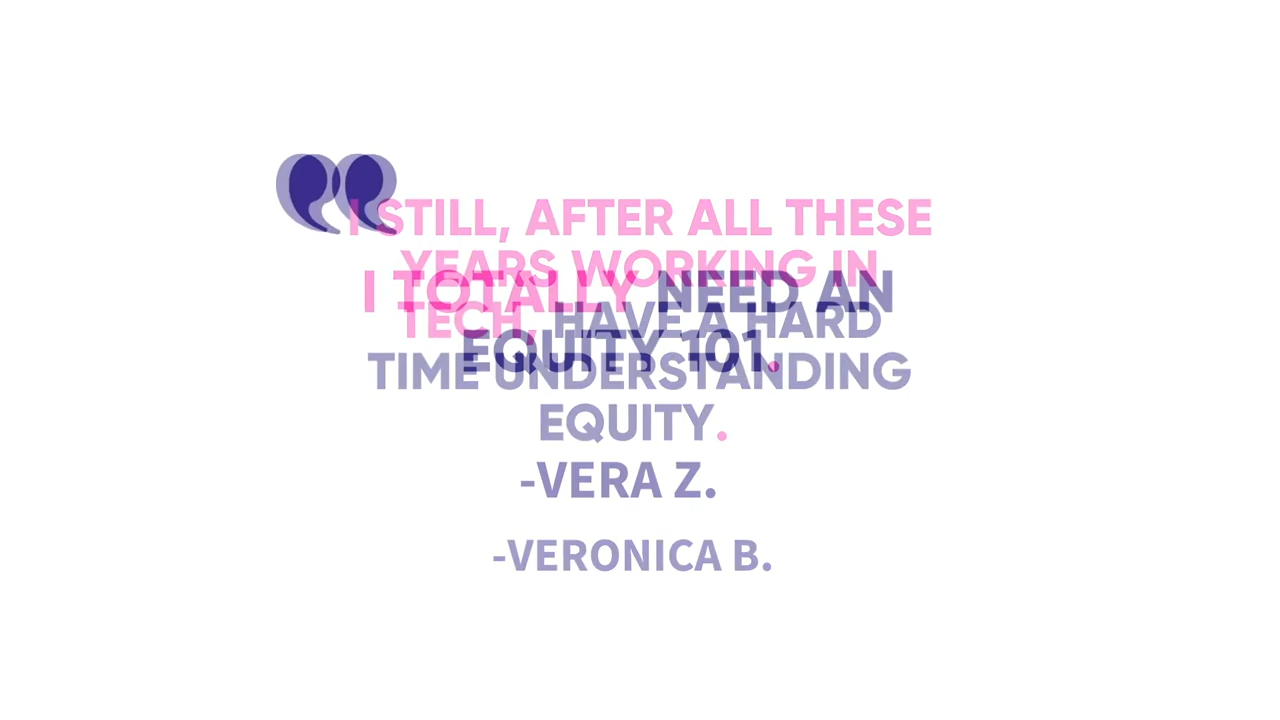 I STILL, AFTER ALL THESE
YEARS WORKING IN
TECH, HAVE A HARD
TIME UNDERSTANDING
EQUITY.
-VERONICA B.
I TOTALLY NEED AN
EQUITY 101.
-VERA Z.